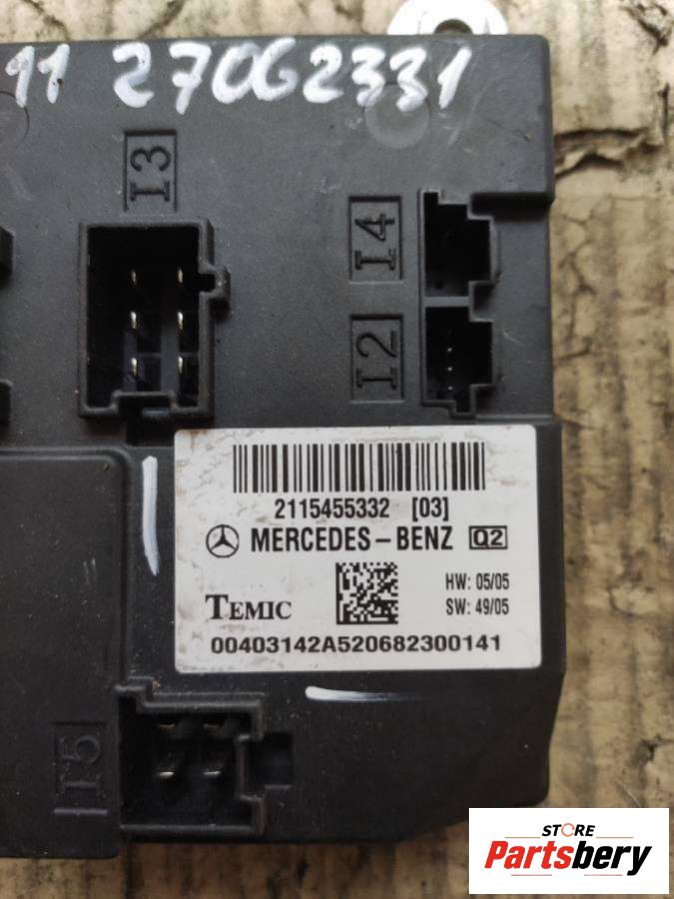 11 27062331
I3
I4
I2
2115455332 [03]
MERCEDES-BENZ Q2
HW: 05/05
TEMIC
SW: 49/05
00403142A520682300141
I5
STORE
Partsbery